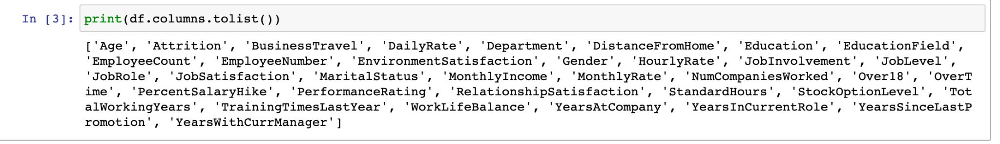 In [3]: print(df.columns.tolist())
['Age', 'Attrition', 'BusinessTravel', 'DailyRate', 'Department', 'DistanceFromHome', 'Education', 'EducationField',
'EmployeeCount', 'EmployeeNumber', 'EnvironmentSatisfaction', 'Gender', 'HourlyRate', 'JobInvolvement', 'JobLevel',
'JobRole', 'JobSatisfaction', 'MaritalStatus', 'MonthlyIncome', 'MonthlyRate', 'NumCompaniesWorked', 'Over18', 'OverT
ime', 'PercentSalaryHike', 'PerformanceRating', 'RelationshipSatisfaction', 'StandardHours', 'StockOptionLevel', 'Tot
alWorkingYears', 'TrainingTimesLastYear', 'WorkLifeBalance', 'YearsAtCompany', 'YearsInCurrentRole', 'YearsSinceLastP
romotion', 'YearsWithCurrManager']